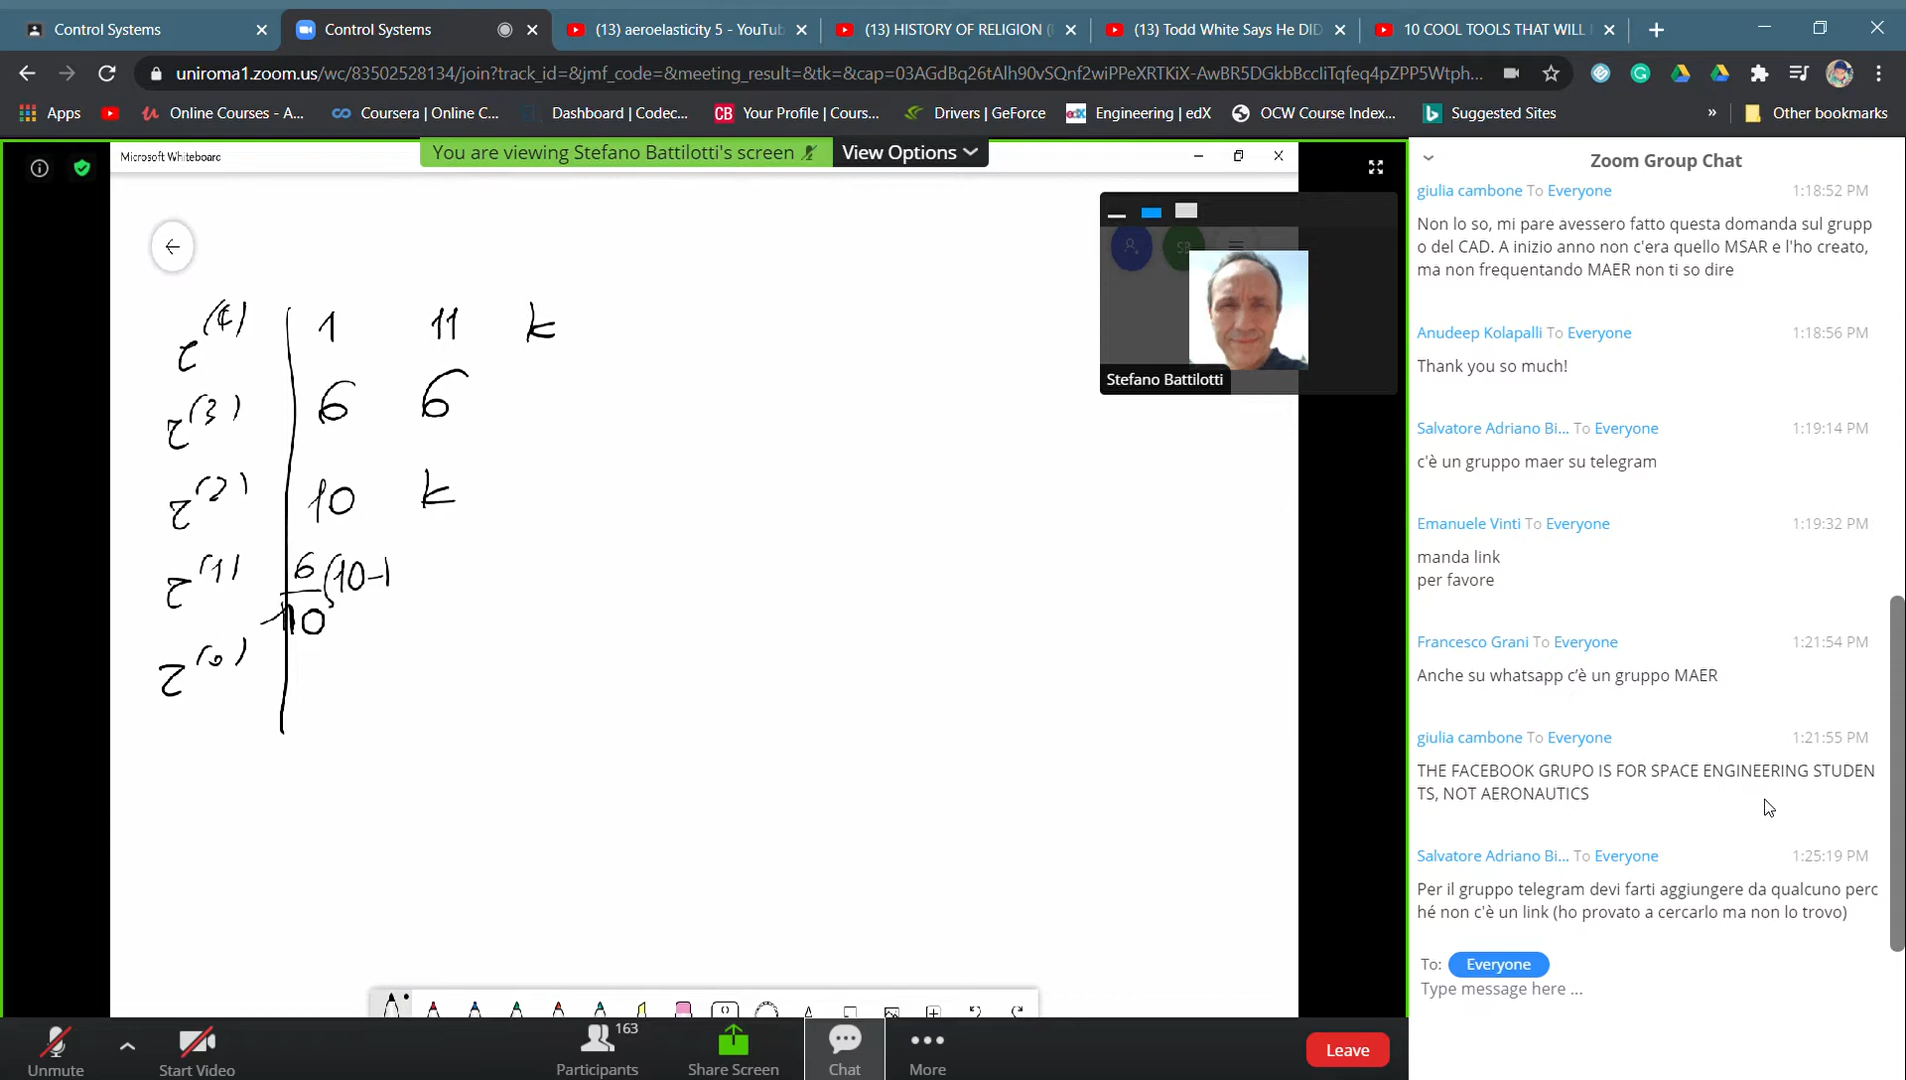 Control Systems
Control Systems
(13) aeroelasticity 5 - YouTub
(13) HISTORY OF RELIGION (
(13) Todd White Says He DID
10 COOL TOOLS THAT WILL
uniroma1.zoom.us/wc/83502528134/join?track_id=&jmf_code=&meeting_result=&tk=&cap=03AGdBq26tAlh90vSQnf2wiPPeXRTKiX-AwBR5DGkbBccIiTqfeq4pZPP5Wtph...
Apps
Online Courses - A...
Coursera | Online C...
Dashboard | Codec...
CB
Your Profile | Cours...
Drivers | GeForce
edX
Engineering | edX
OCW Course Index...
Suggested Sites
»
Other bookmarks
Microsoft Whiteboard
You are viewing Stefano Battilotti's screen
View Options
SB
Stefano Battilotti
r(4) 1 11 k
r(3) 6 6
r(2) 10 k
r(1) 6/10(10-
r(0)
Zoom Group Chat
giulia cambone To Everyone 1:18:52 PM
Non lo so, mi pare avessero fatto questa domanda sul grupp
o del CAD. A inizio anno non c'era quello MSAR e l'ho creato,
ma non frequentando MAER non ti so dire
Anudeep Kolapalli To Everyone 1:18:56 PM
Thank you so much!
Salvatore Adriano Bi... To Everyone 1:19:14 PM
c'è un gruppo maer su telegram
Emanuele Vinti To Everyone 1:19:32 PM
manda link
per favore
Francesco Grani To Everyone 1:21:54 PM
Anche su whatsapp c’è un gruppo MAER
giulia cambone To Everyone 1:21:55 PM
THE FACEBOOK GRUPO IS FOR SPACE ENGINEERING STUDEN
TS, NOT AERONAUTICS
Salvatore Adriano Bi... To Everyone 1:25:19 PM
Per il gruppo telegram devi farti aggiungere da qualcuno perc
hé non c'è un link (ho provato a cercarlo ma non lo trovo)
To: Everyone
Type message here ...
Unmute
Start Video
163
Participants
Share Screen
Chat
More
Leave